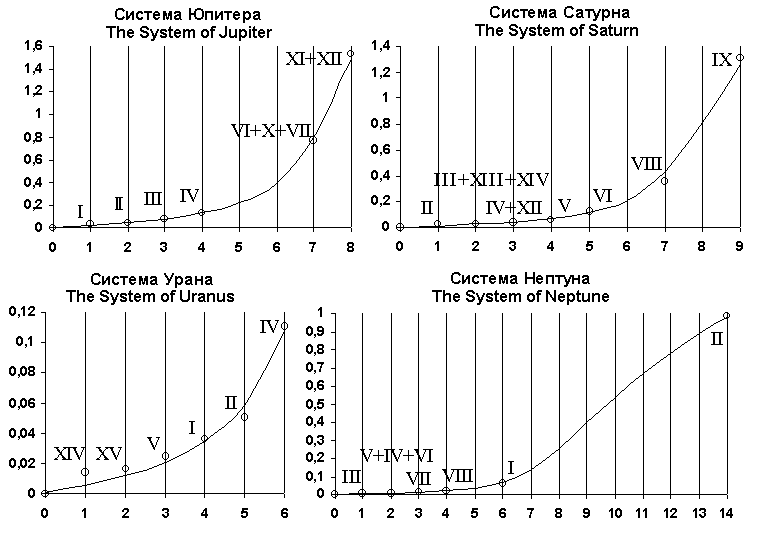 Система Юпитера
The System of Jupiter
1,6
1,4
1,2
1
0,8
0,6
0,4
0,2
0
XI+XII
VI+X+VII
I
II
III
IV
0 1 2 3 4 5 6 7 8
Система Сатурна
The System of Saturn
1,4
1,2
1
0,8
0,6
0,4
0,2
0
IX
VIII
III+XIII+XIV
II
IV+XII
V
VI
0 1 2 3 4 5 6 7 8 9
Система Урана
The System of Uranus
0,12
0,1
0,08
0,06
0,04
0,02
0
IV
II
I
V
XV
XIV
0 1 2 3 4 5 6
Система Нептуна
The System of Neptune
1
0,9
0,8
0,7
0,6
0,5
0,4
0,3
0,2
0,1
0
II
V+IV+VI
III
VII
VIII
I
0 1 2 3 4 5 6 7 8 9 10 11 12 13 14